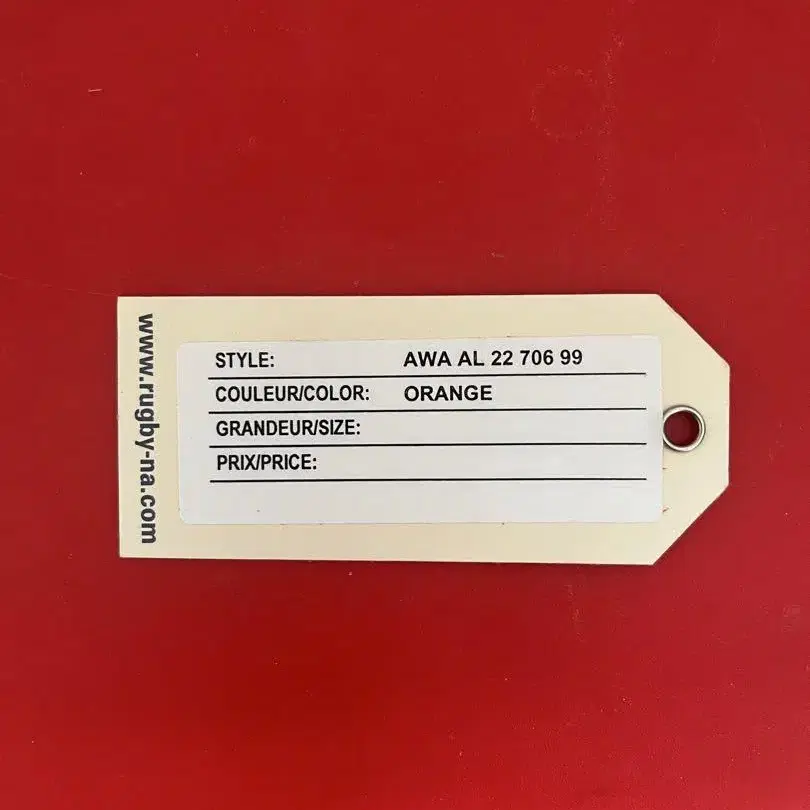 www.rugby-na.com
STYLE: AWA AL 22 706 99
COULEUR/COLOR: ORANGE
GRANDEUR/SIZE:
PRIX/PRICE: